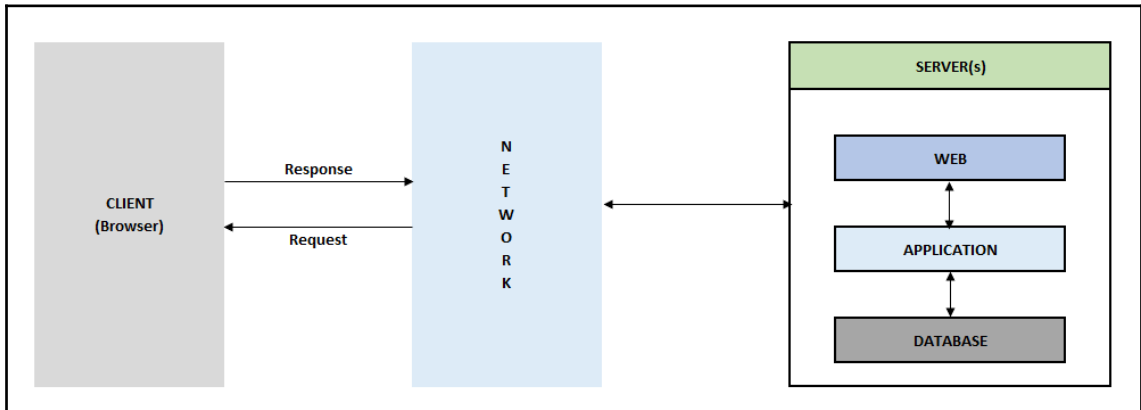 CLIENT
(Browser)
Response
Request
N
E
T
W
O
R
K
SERVER(s)
WEB
APPLICATION
DATABASE